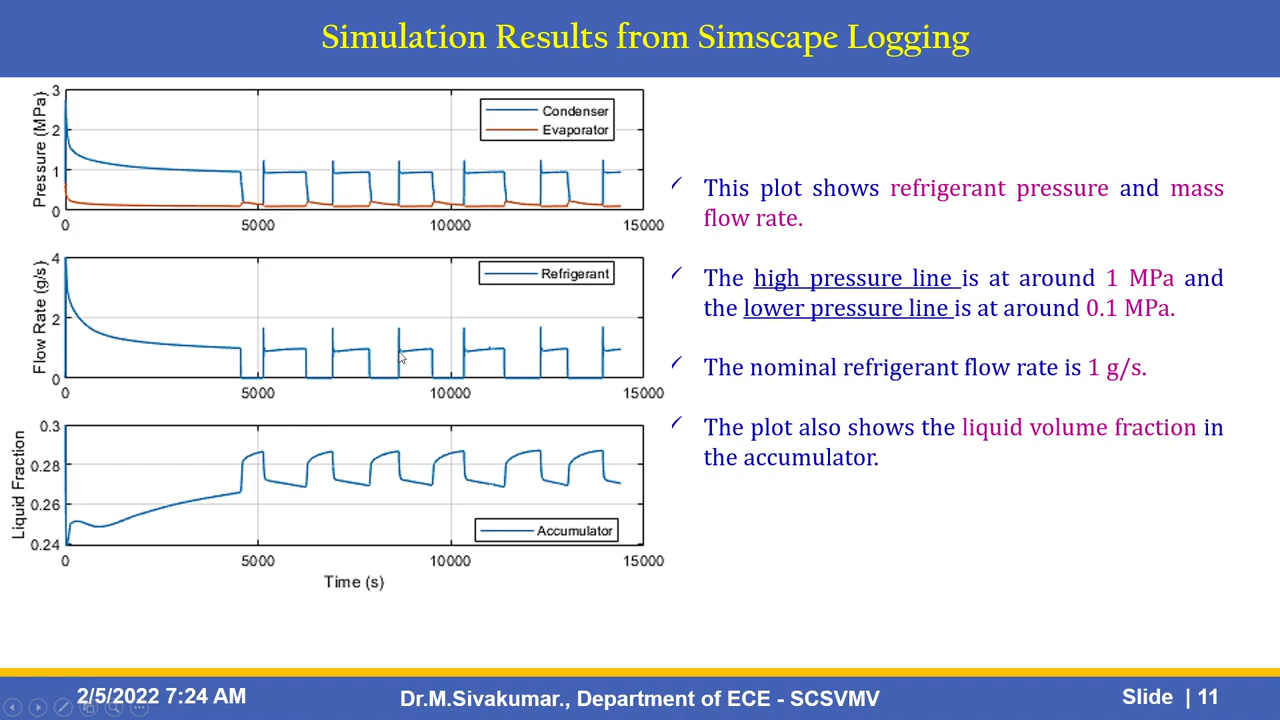 Simulation Results from Simscape Logging
Pressure (MPa)
3
2
1
0
Condenser
Evaporator
0 5000 10000 15000
Flow Rate (g/s)
4
2
0
Refrigerant
0 5000 10000 15000
Liquid Fraction
0.3
0.28
0.26
0.24
Accumulator
0 5000 10000 15000
Time (s)
This plot shows refrigerant pressure and mass
flow rate.
The high pressure line is at around 1 MPa and
the lower pressure line is at around 0.1 MPa.
The nominal refrigerant flow rate is 1 g/s.
The plot also shows the liquid volume fraction in
the accumulator.
2/5/2022 7:24 AM
Dr.M.Sivakumar., Department of ECE - SCSVMV
Slide | 11